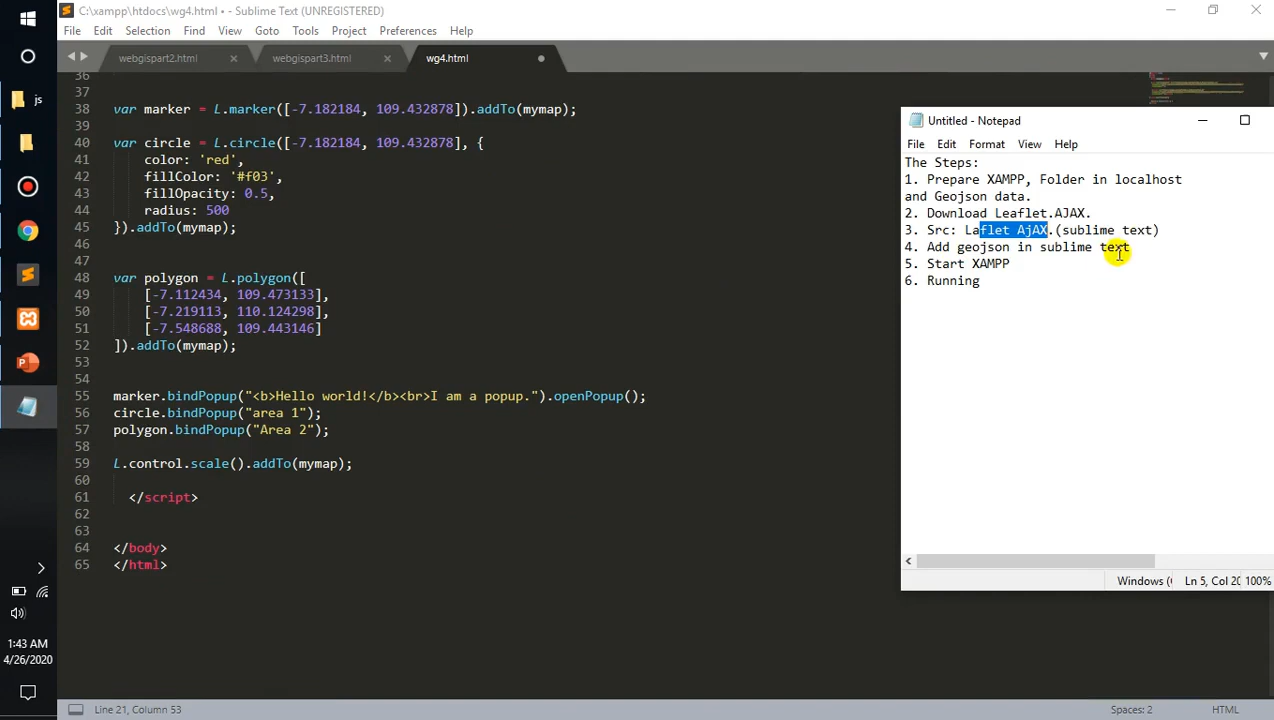 C:\xampp\htdocs\wg4.html • - Sublime Text (UNREGISTERED)
File Edit Selection Find View Goto Tools Project Preferences Help
webgispart2.html webgispart3.html wg4.html
36
37
38 var marker = L.marker([-7.182184, 109.432878]).addTo(mymap);
39
40 var circle = L.circle([-7.182184, 109.432878], {
41 color: 'red',
42 fillColor: '#f03',
43 fillOpacity: 0.5,
44 radius: 500
45 }).addTo(mymap);
46
47
48 var polygon = L.polygon([
49 [-7.112434, 109.473133],
50 [-7.219113, 110.124298],
51 [-7.548688, 109.443146]
52 ]).addTo(mymap);
53
54
55 marker.bindPopup("<b>Hello world!</b><br>I am a popup.").openPopup();
56 circle.bindPopup("area 1");
57 polygon.bindPopup("Area 2");
58
59 L.control.scale().addTo(mymap);
60
61 </script>
62
63
64 </body>
65 </html>
Line 21, Column 53
Spaces: 2 HTML
Untitled - Notepad
File Edit Format View Help
The Steps:
1. Prepare XAMPP, Folder in localhost
and Geojson data.
2. Download Leaflet.AJAX.
3. Src: Laflet AjAX.(sublime text)
4. Add geojson in sublime text
5. Start XAMPP
6. Running
Windows ( Ln 5, Col 20 100%
js
1:43 AM
4/26/2020